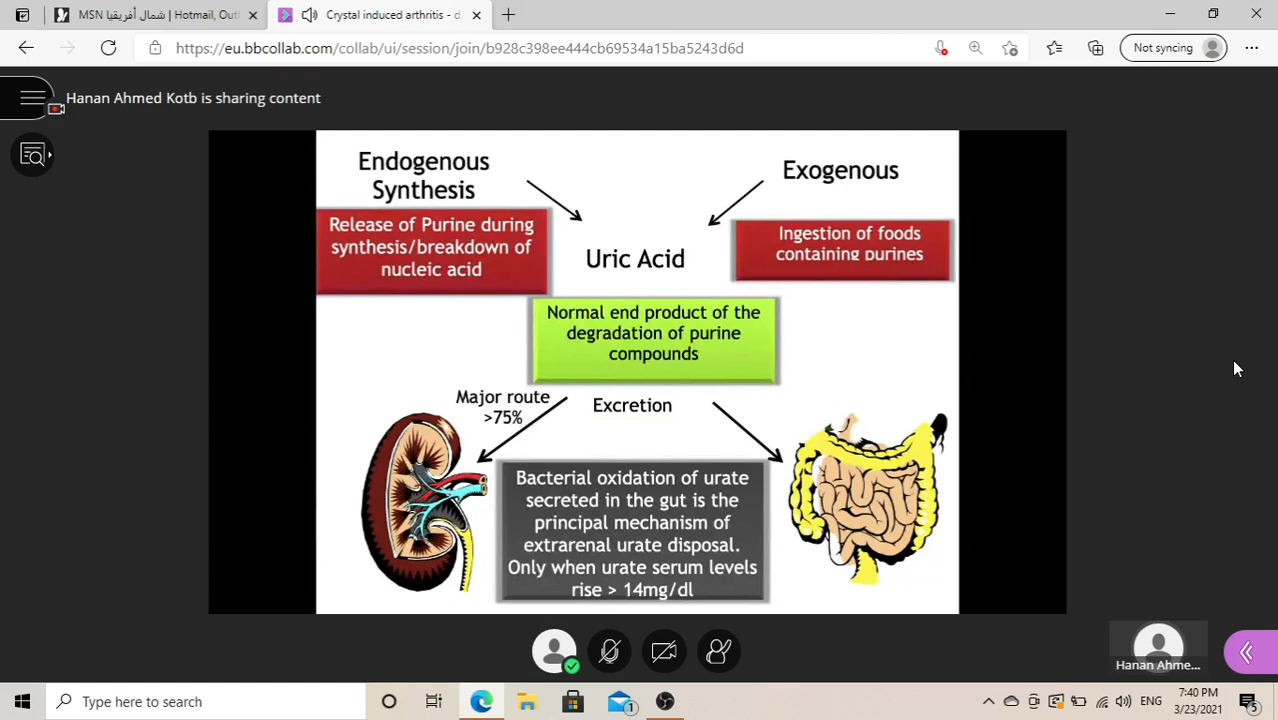 MSN شمال أفريقيا | Hotmail, Outl
Crystal induced arthritis - d
https://eu.bbcollab.com/collab/ui/session/join/b928c398ee444cb69534a15ba5243d6d
Not syncing
Hanan Ahmed Kotb is sharing content
Endogenous
Synthesis
Exogenous
Release of Purine during
synthesis/breakdown of
nucleic acid
Uric Acid
Ingestion of foods
containing purines
Normal end product of the
degradation of purine
compounds
Major route
>75%
Excretion
Bacterial oxidation of urate
secreted in the gut is the
principal mechanism of
extrarenal urate disposal.
Only when urate serum levels
rise > 14mg/dl
Hanan Ahme...
Type here to search
1
ENG
7:40 PM
3/23/2021
5